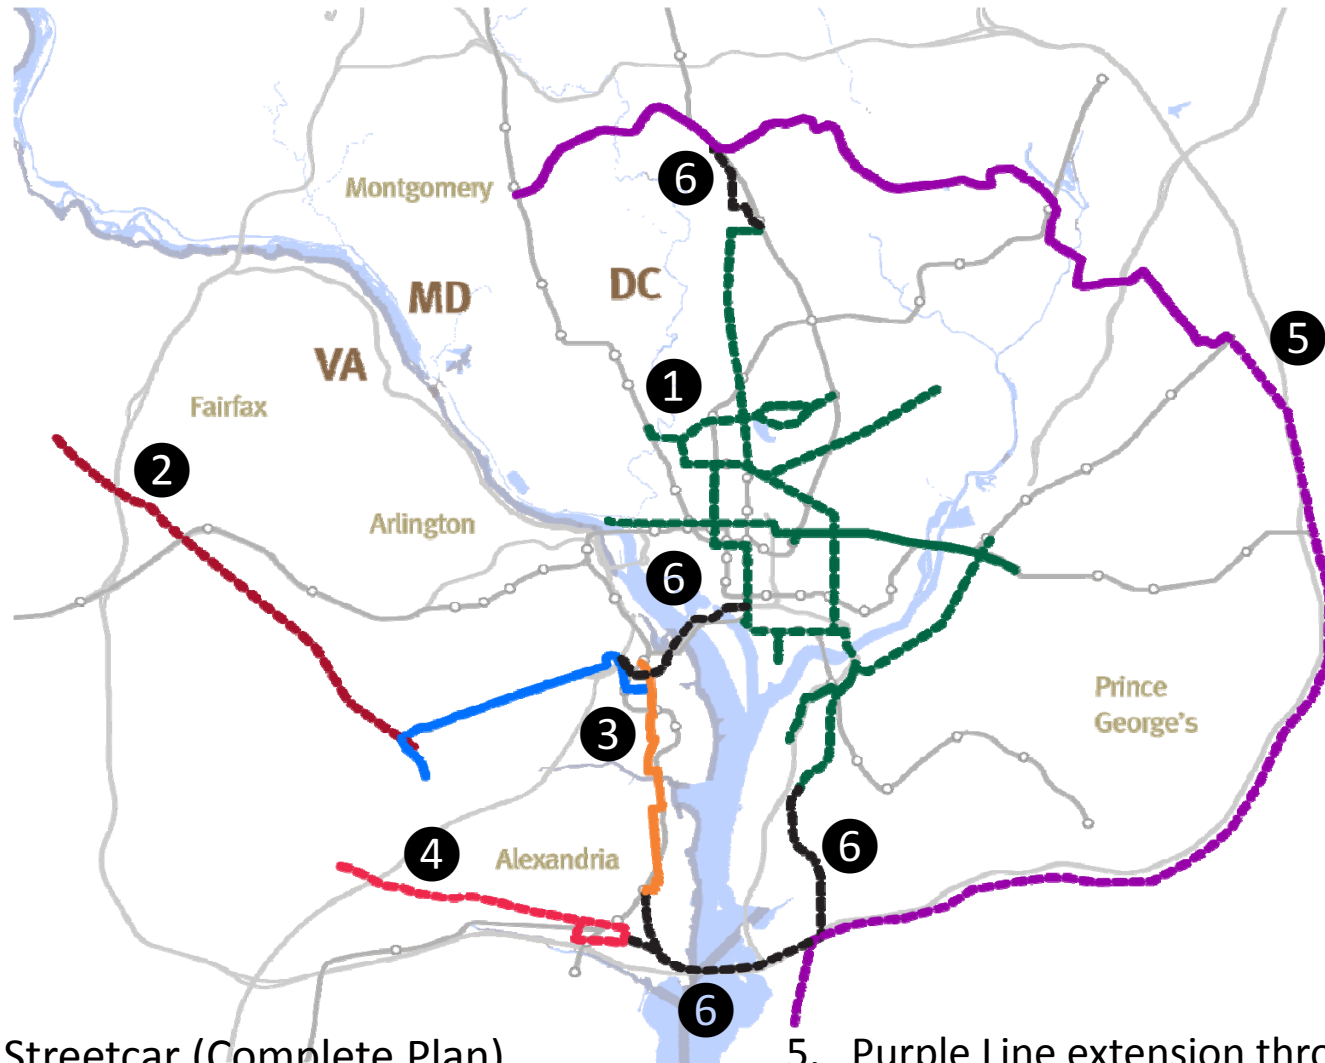 6
Montgomery
MD
DC
5
VA
1
Fairfax
2
Arlington
6
Prince
George's
3
6
4
Alexandria
6
Streetcar (Complete Plan)
5. Purple Line extension thro